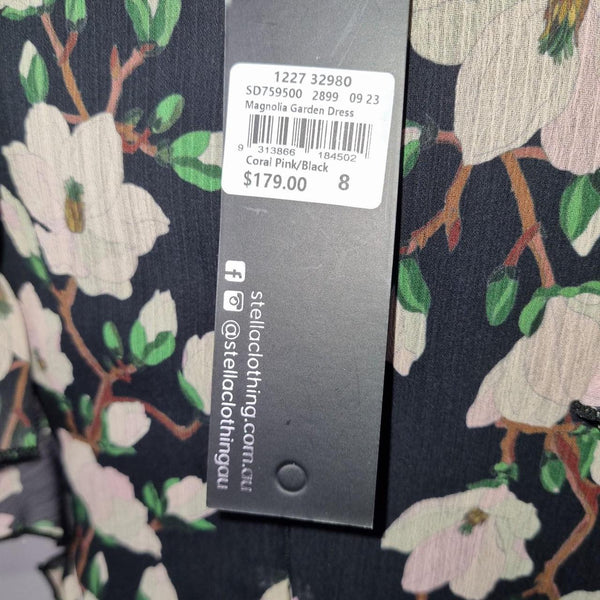 1227 32980
SD759500 2899 09 23
Magnolia Garden Dress
9 313866 184502
Coral Pink/Black
$179.00 8
stellaclothing.com.au
@stellaclothingau